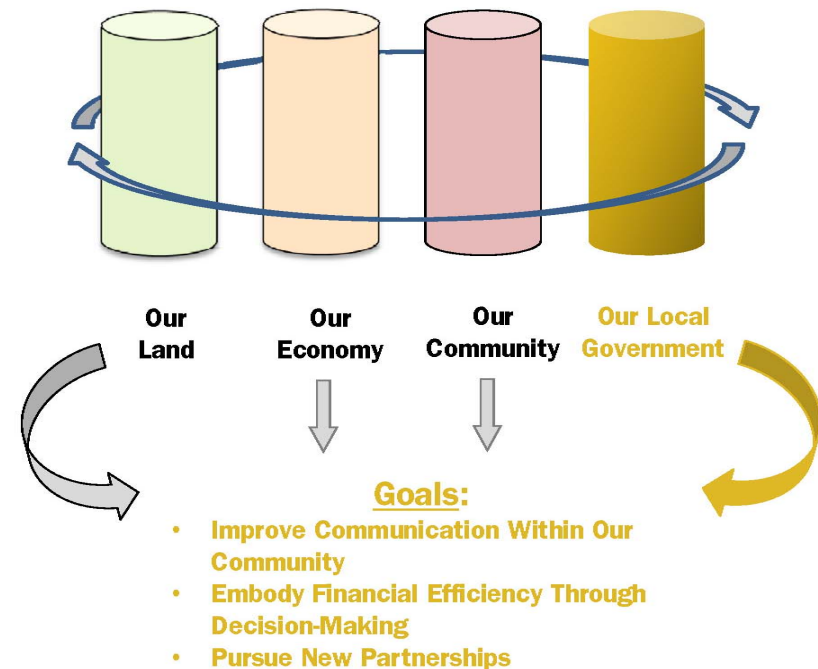 Our Land
Our Economy
Our Community
Our Local Government
Goals:
• Improve Communication Within Our
Community
• Embody Financial Efficiency Through
Decision-Making
• Pursue New Partnerships